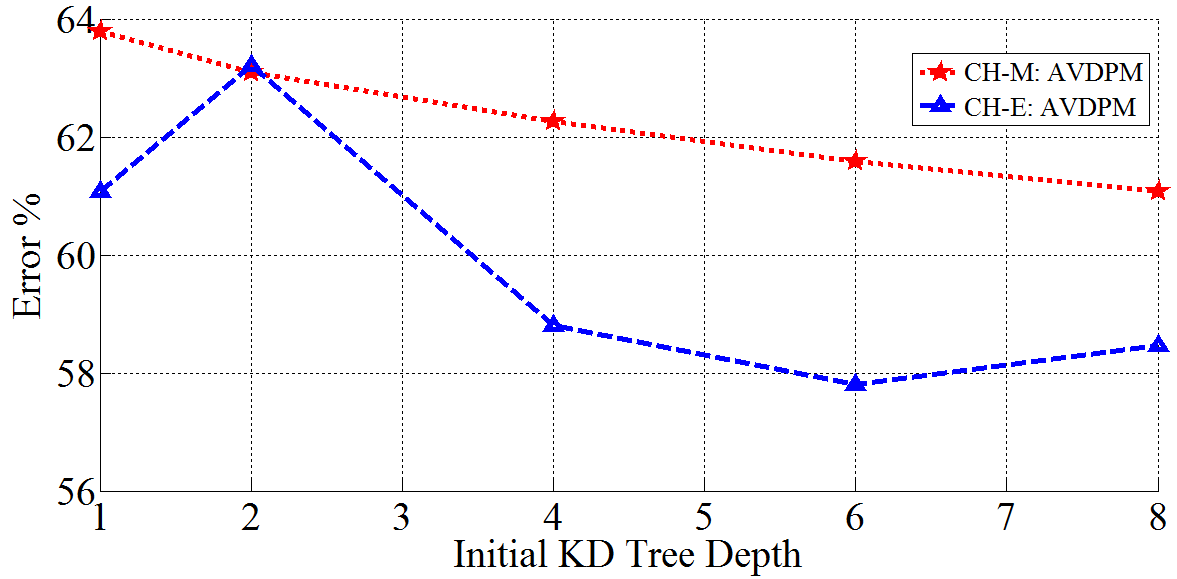 64
62
60
58
56
Error %
1 2 3 4 5 6 7 8
Initial KD Tree Depth
CH-M: AVDPM
CH-E: AVDPM